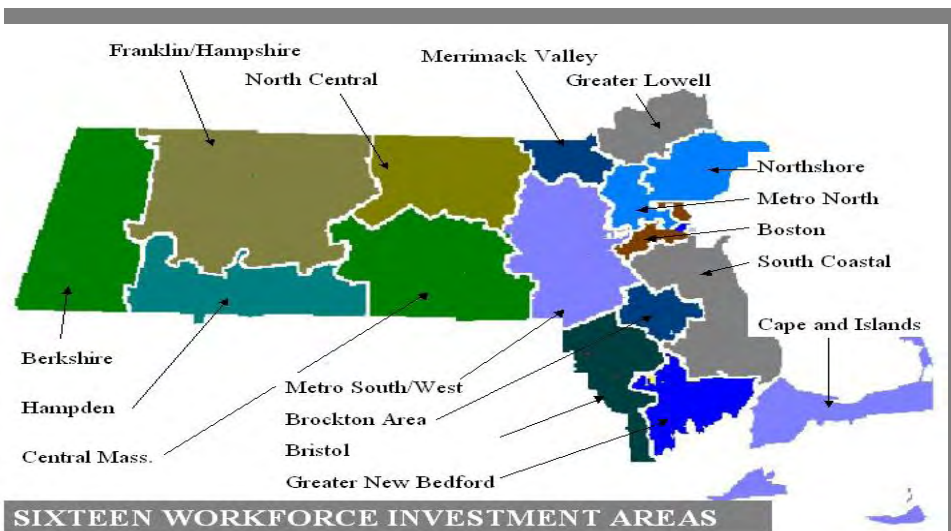 Franklin/Hampshire
North Central
Merrimack Valley
Greater Lowell
Northshore
Metro North
Boston
South Coastal
Cape and Islands
Berkshire
Hampden
Central Mass.
Metro South/West
Brockton Area
Bristol
Greater New Bedford
SIXTEEN WORKFORCE INVESTMENT AREAS